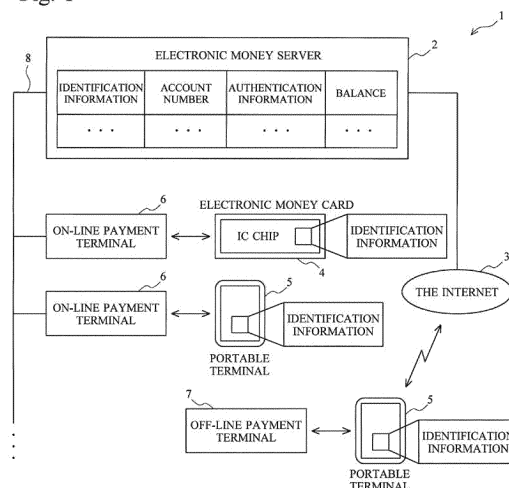 1
ELECTRONIC MONEY SERVER
2
8
IDENTIFICATION
INFORMATION
ACCOUNT
NUMBER
AUTHENTICATION
INFORMATION
BALANCE
. . .
. . .
. . .
. . .
6
ON-LINE PAYMENT
TERMINAL
ELECTRONIC MONEY CARD
IC CHIP
4
IDENTIFICATION
INFORMATION
6
ON-LINE PAYMENT
TERMINAL
5
IDENTIFICATION
INFORMATION
PORTABLE
TERMINAL
3
THE INTERNET
7
OFF-LINE PAYMENT
TERMINAL
5
IDENTIFICATION
INFORMATION
PORTABLE
TERMINAL